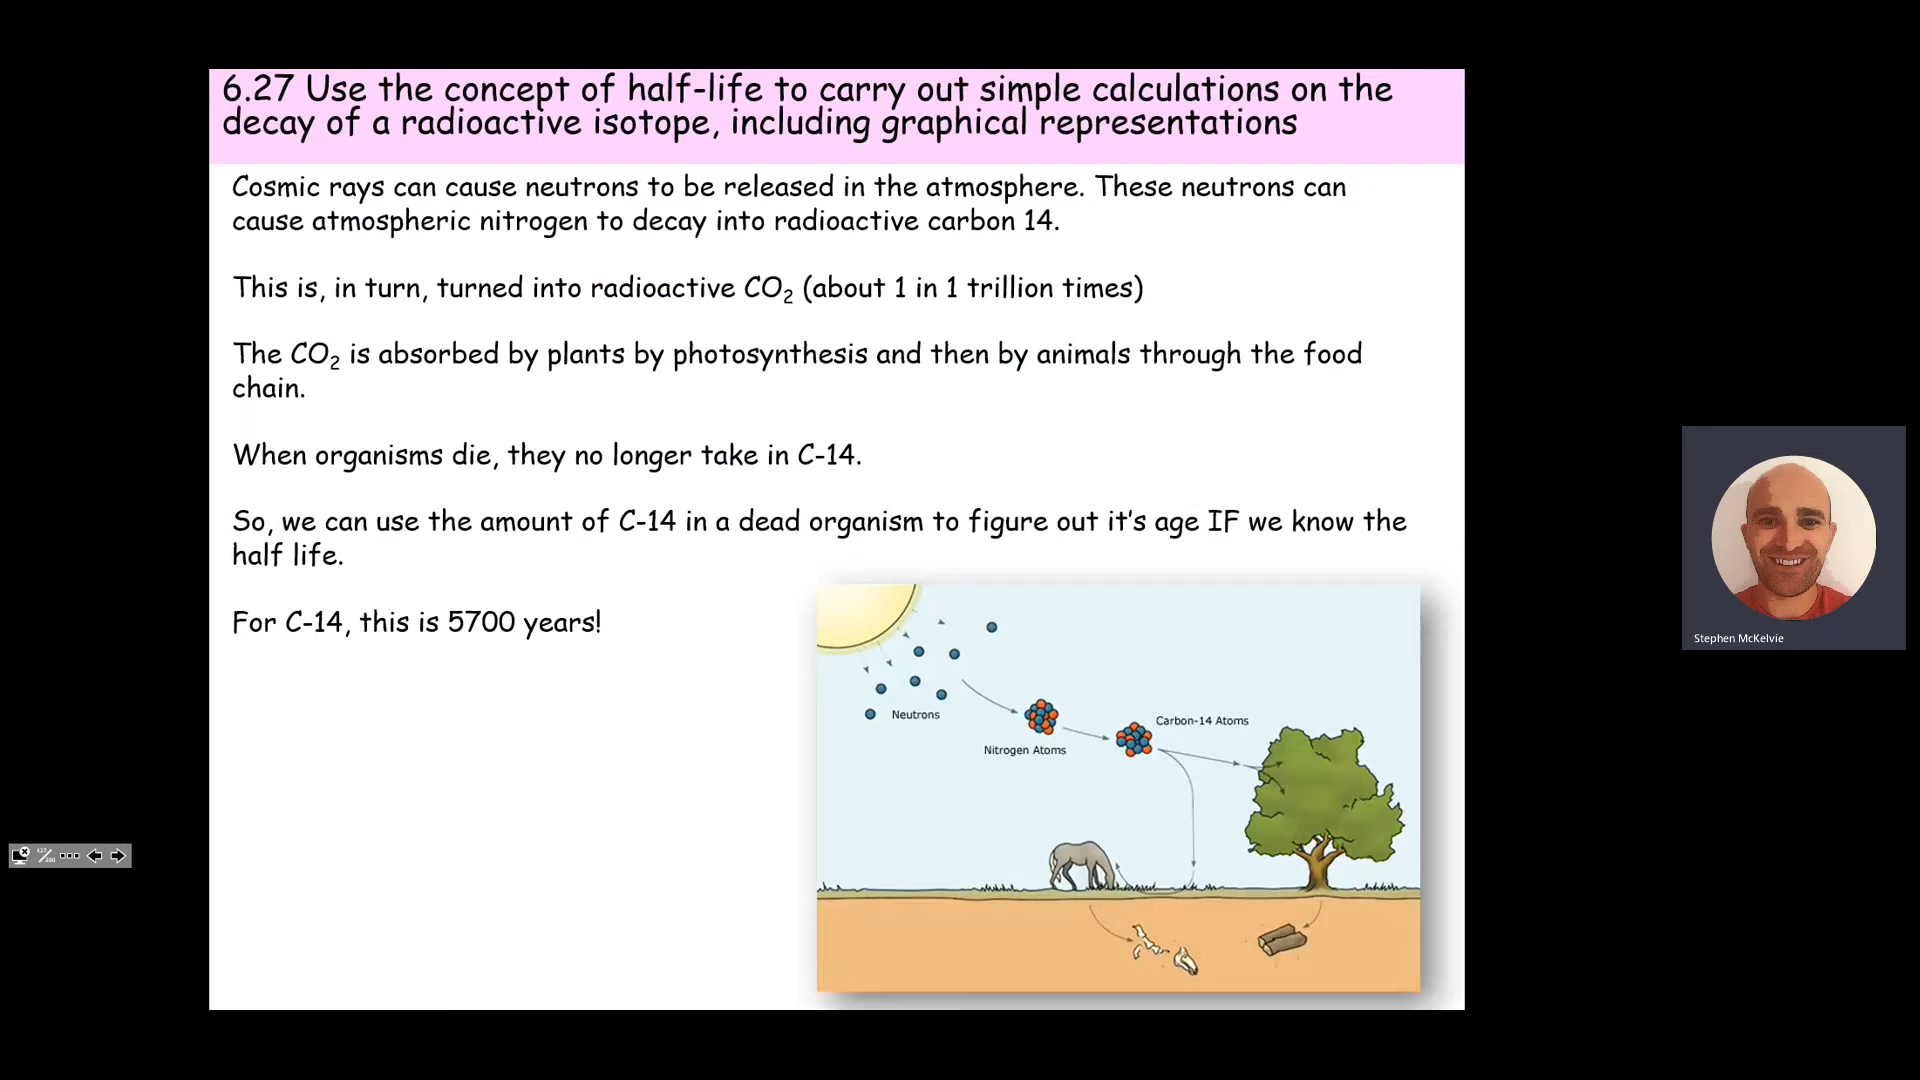 6.27 Use the concept of half-life to carry out simple calculations on the
decay of a radioactive isotope, including graphical representations
Cosmic rays can cause neutrons to be released in the atmosphere. These neutrons can
cause atmospheric nitrogen to decay into radioactive carbon 14.
This is, in turn, turned into radioactive CO₂ (about 1 in 1 trillion times)
The CO₂ is absorbed by plants by photosynthesis and then by animals through the food
chain.
When organisms die, they no longer take in C-14.
So, we can use the amount of C-14 in a dead organism to figure out it's age IF we know the
half life.
For C-14, this is 5700 years!
Neutrons
Nitrogen Atoms
Carbon-14 Atoms
Stephen McKelvie